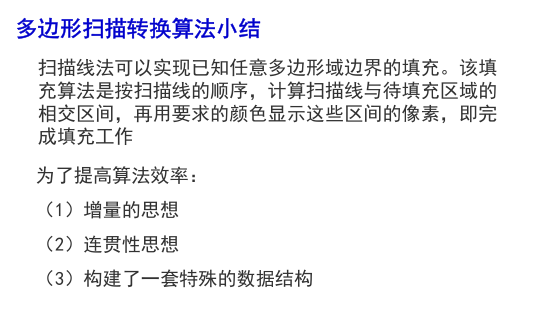 多边形扫描转换算法小结
扫描线法可以实现已知任意多边形域边界的填充。该填
充算法是按扫描线的顺序，计算扫描线与待填充区域的
相交区间，再用要求的颜色显示这些区间的像素，即完
成填充工作
为了提高算法效率：
（1）增量的思想
（2）连贯性思想
（3）构建了一套特殊的数据结构